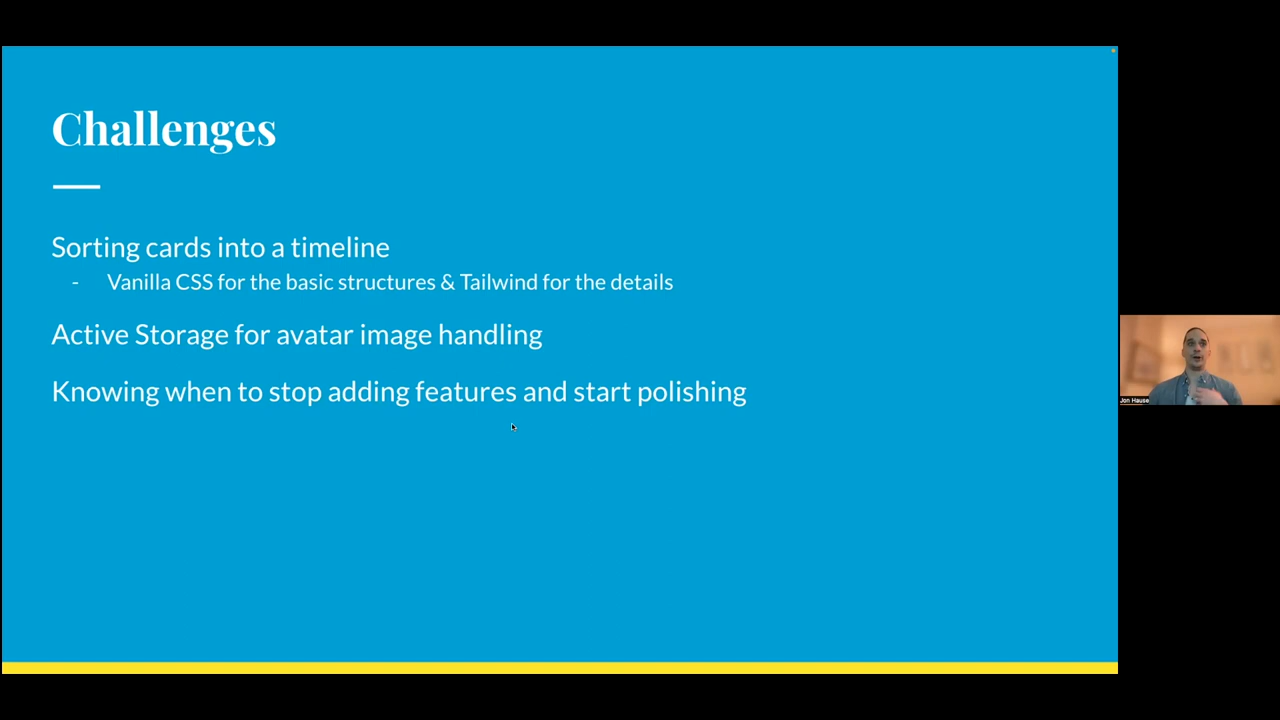 Challenges
Sorting cards into a timeline
- Vanilla CSS for the basic structures & Tailwind for the details
Active Storage for avatar image handling
Knowing when to stop adding features and start polishing
Jon Hause